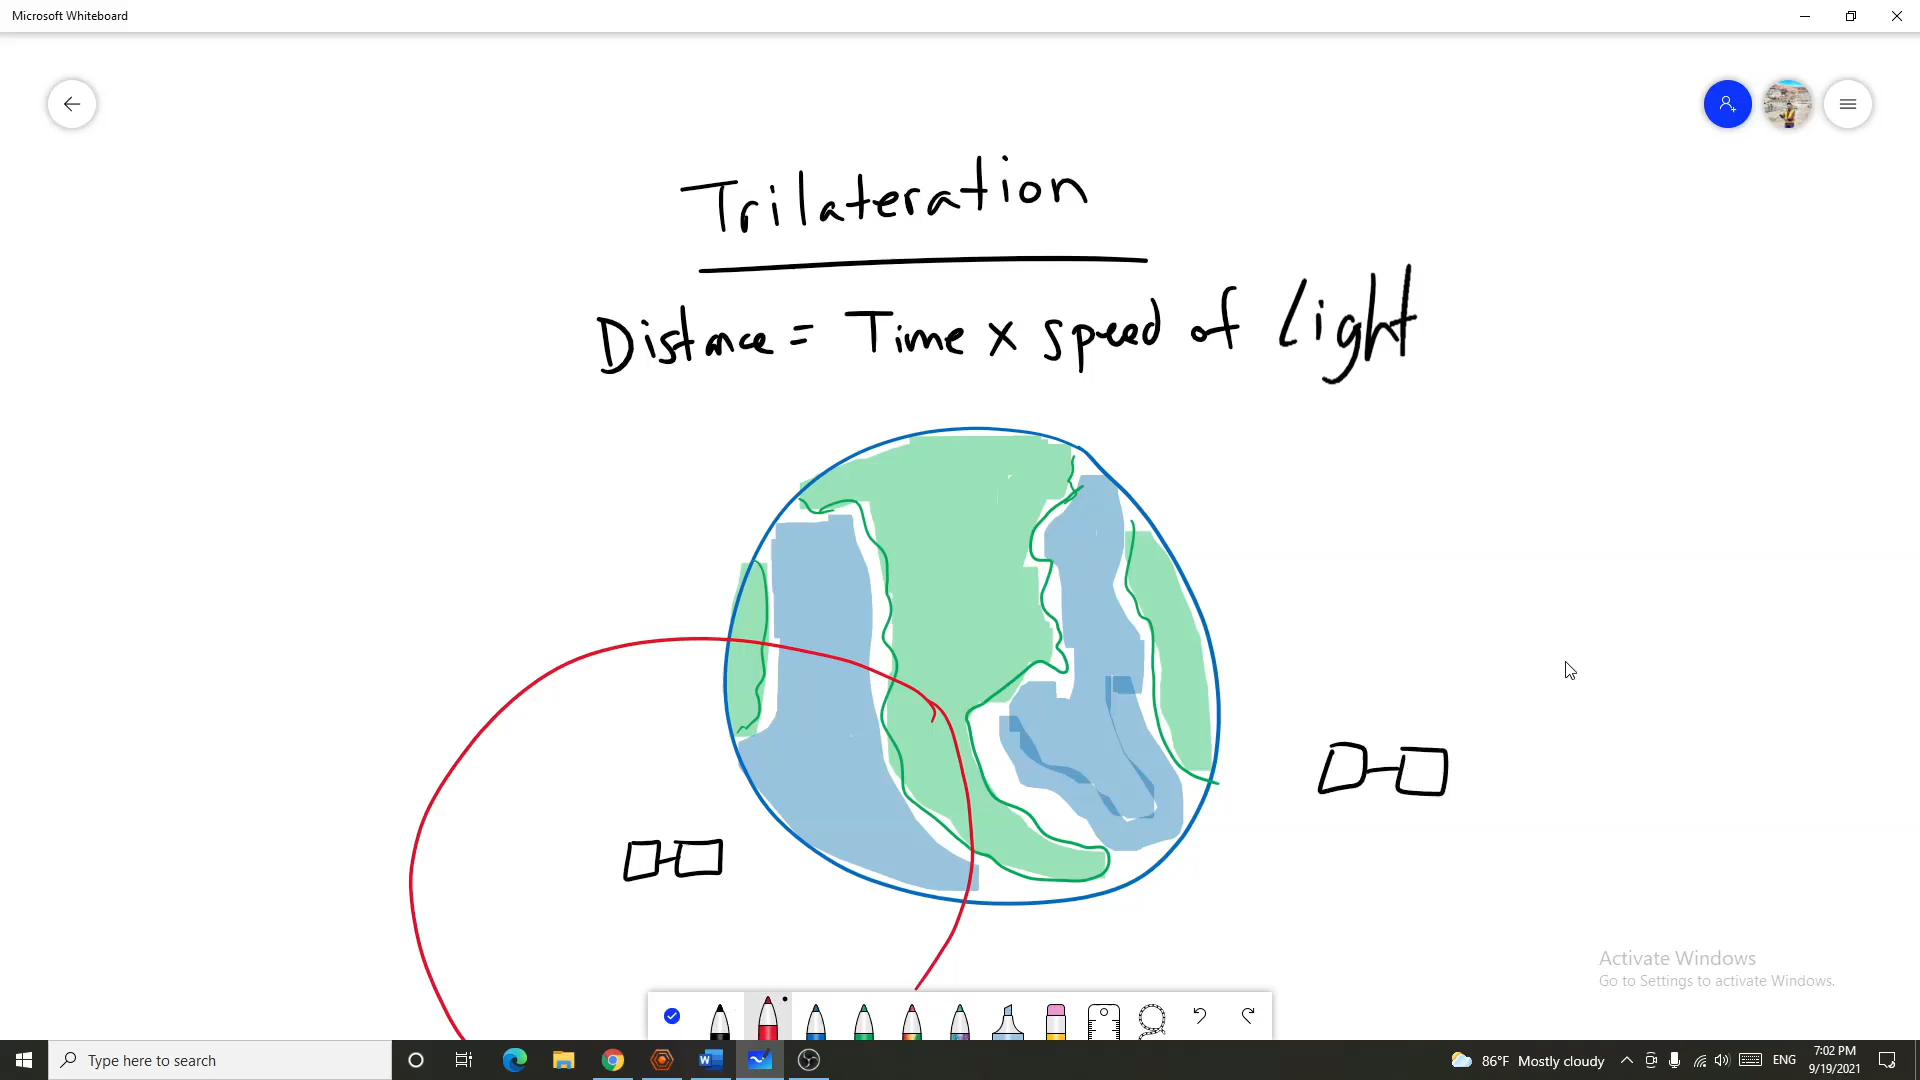 Microsoft Whiteboard
Trilateration
Distance = Time x speed of Light
Activate Windows
Go to Settings to activate Windows.
Type here to search
86°F Mostly cloudy
ENG
7:02 PM
9/19/2021